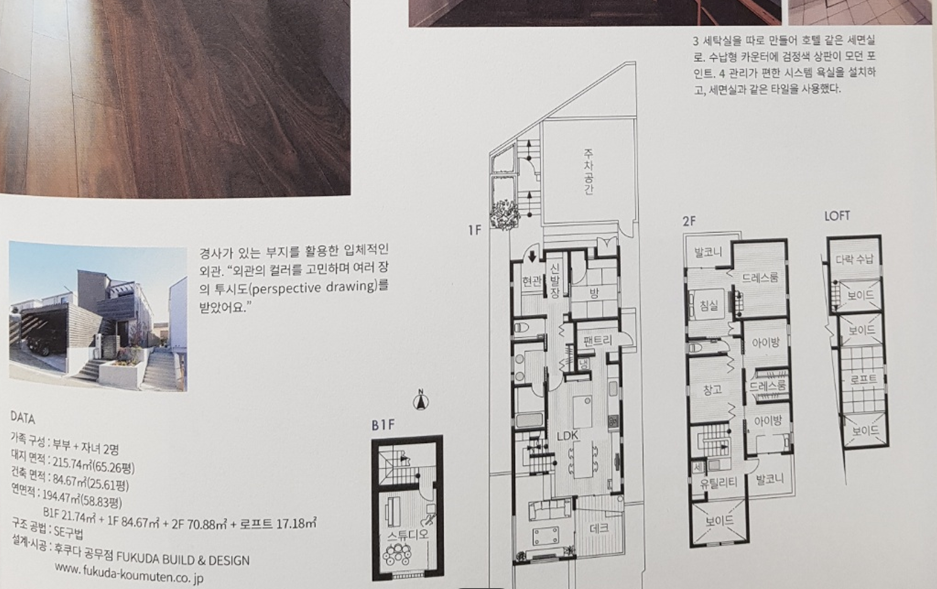 3 세탁실을 따로 만들어 호텔 같은 세면실
로. 수납형 카운터에 검정색 상판이 모던 포
인트. 4 관리가 편한 시스템 욕실을 설치하
고, 세면실과 같은 타일을 사용했다.
경사가 있는 부지를 활용한 입체적인
외관. “외관의 컬러를 고민하며 여러 장
의 투시도(perspective drawing)를
받았어요.”
DATA
가족 구성 : 부부 + 자녀 2명
대지 면적 : 215.74㎡(65.26평)
건축 면적 : 84.67㎡(25.61평)
연면적 : 194.47㎡(58.83평)
B1F 21.74㎡ + 1F 84.67㎡ + 2F 70.88㎡ + 로프트 17.18㎡
구조 공법 : SE구법
설계·시공 : 후쿠다 공무점 FUKUDA BUILD & DESIGN
www. fukuda-koumuten.co. jp
N
B1F
스튜디오
1F
주차공간
현관
신발장
방
팬트리
냉
LDK
데크
2F
발코니
드레스룸
침실
아이방
창고
드레스룸
아이방
세
유틸리티
발코니
보이드
LOFT
다락 수납
보이드
보이드
로프트
보이드